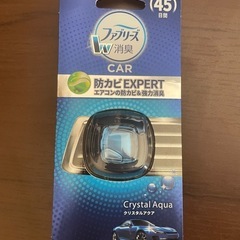 45
日間
ファブリーズ
W消臭
CAR
防カビEXPERT
エアコンの防カビ&強力消臭
Crystal Aqua
クリスタルアクア